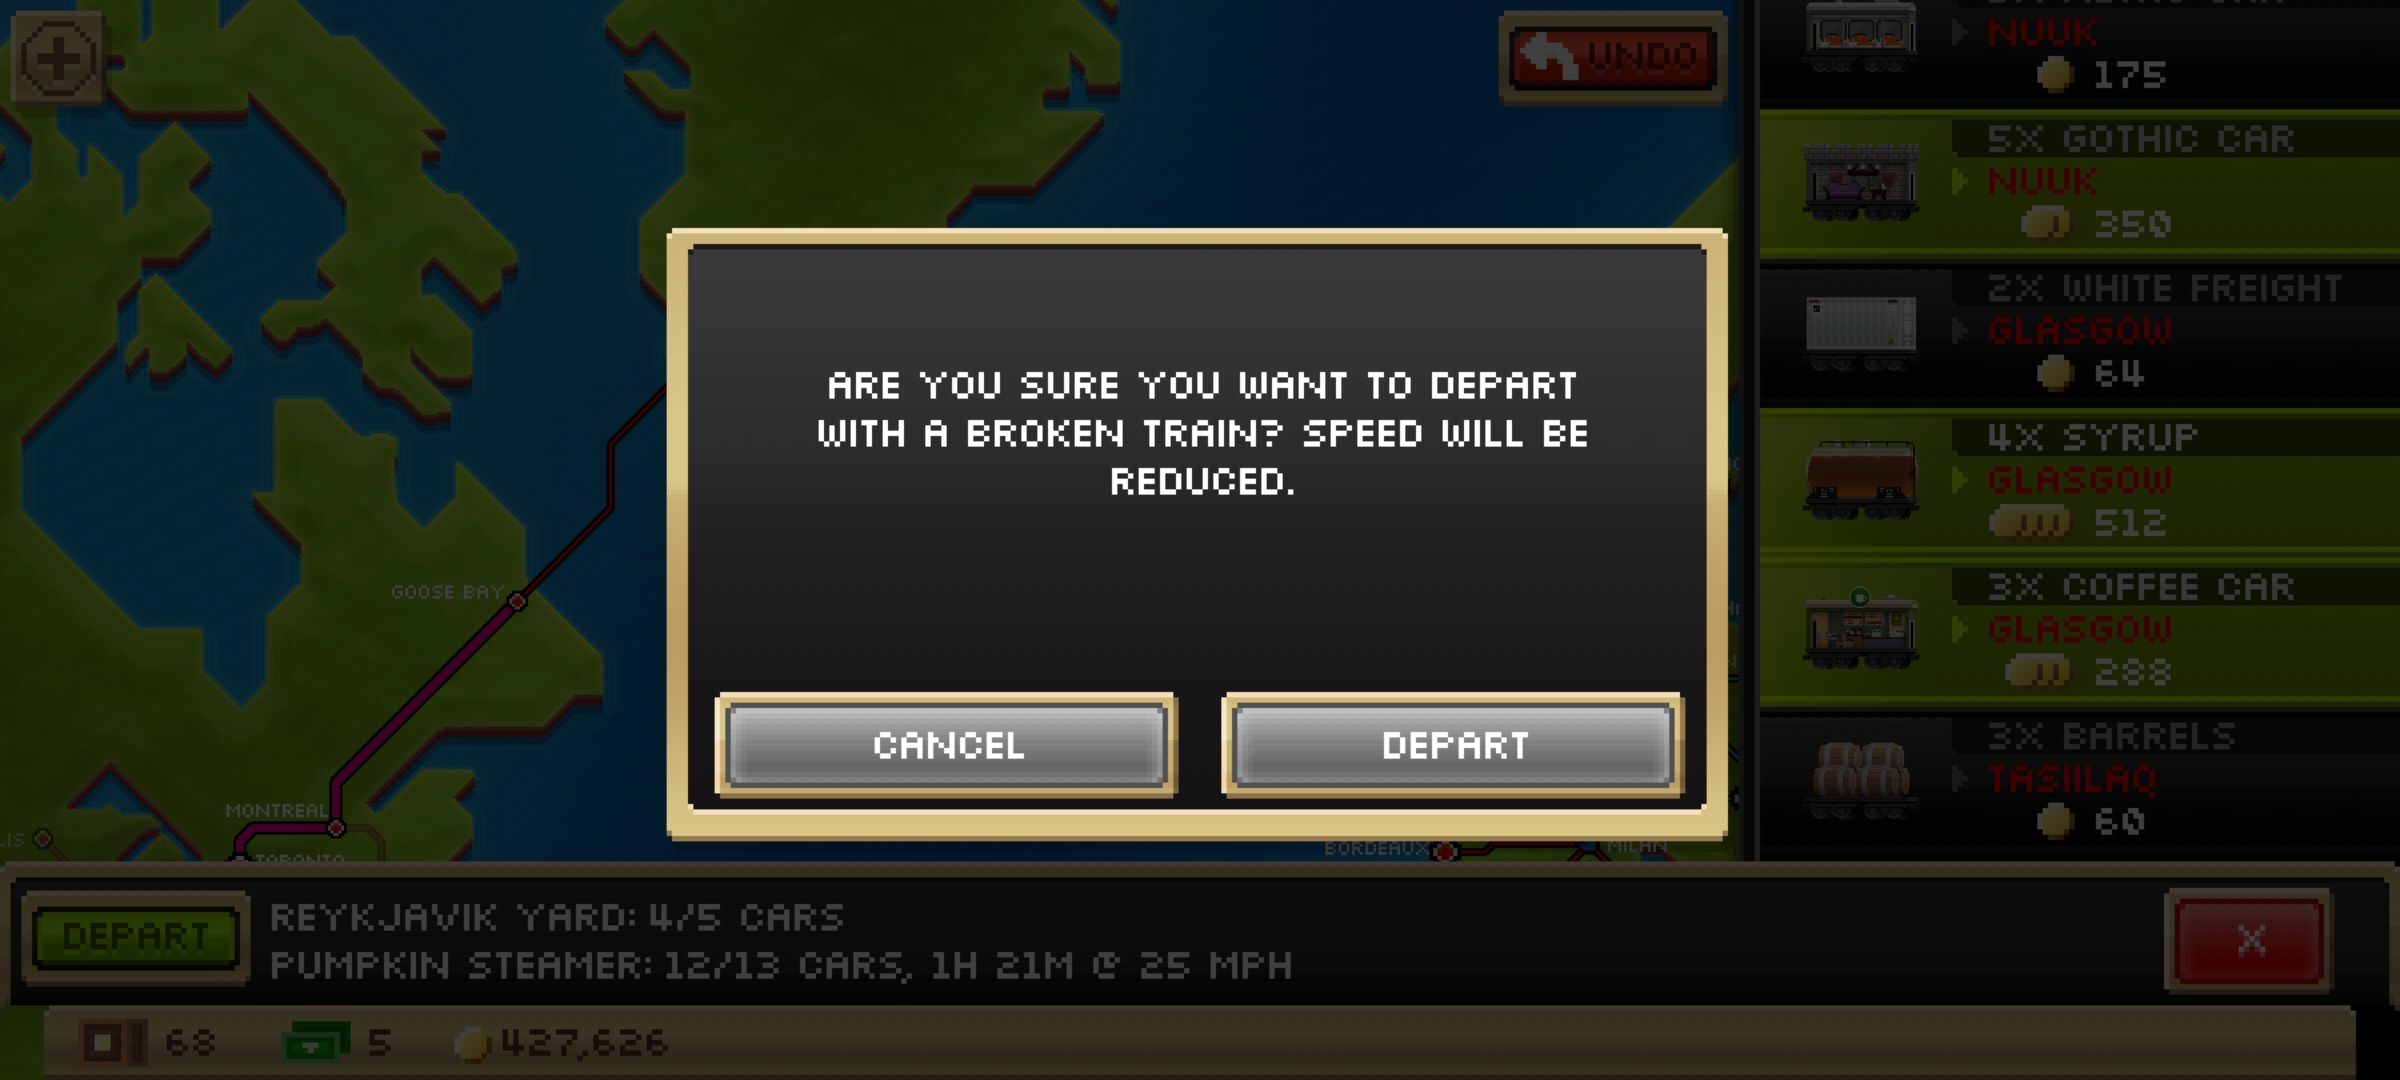 UNDO
NUUK
175
5X GOTHIC CAR
NUUK
350
2X WHITE FREIGHT
GLASGOW
64
4X SYRUP
GLASGOW
512
3X COFFEE CAR
GLASGOW
288
3X BARRELS
TASIILAQ
60
ARE YOU SURE YOU WANT TO DEPART
WITH A BROKEN TRAIN? SPEED WILL BE
REDUCED.
CANCEL
DEPART
GOOSE BAY
MONTREAL
TORONTO
BORDEAUX
MILAN
DEPART
REYKJAVIK YARD: 4/5 CARS
PUMPKIN STEAMER: 12/13 CARS, 1H 21M @ 25 MPH
X
68
5
427,626